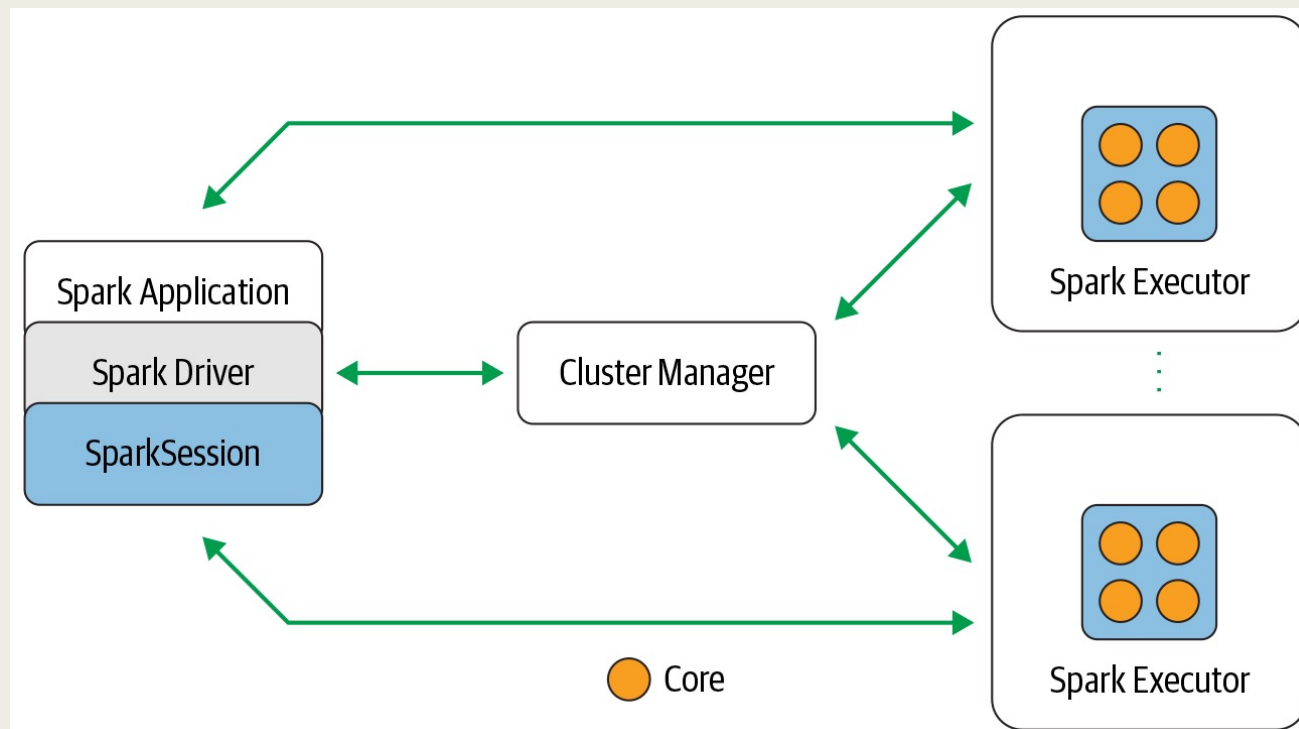 Spark Application
Spark Driver
SparkSession
Cluster Manager
Spark Executor
Spark Executor
Core